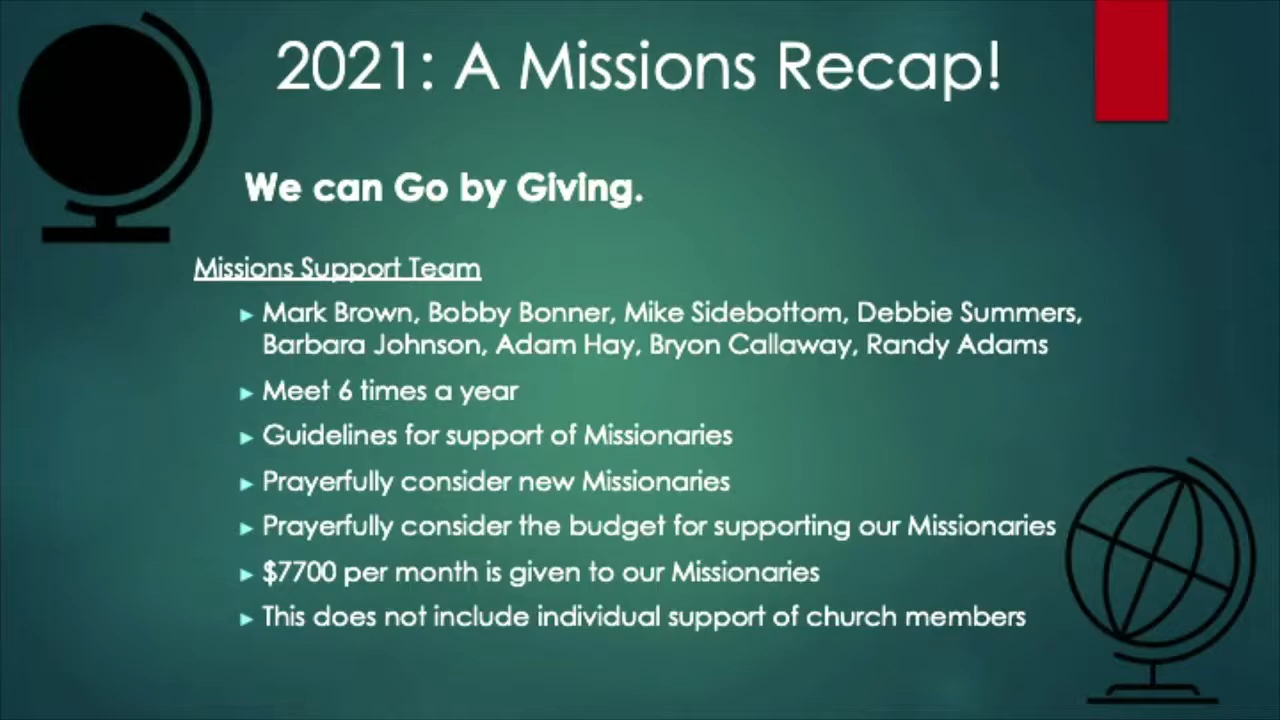 2021: A Missions Recap!
We can Go by Giving.
Missions Support Team
Mark Brown, Bobby Bonner, Mike Sidebottom, Debbie Summers,
Barbara Johnson, Adam Hay, Bryon Callaway, Randy Adams
Meet 6 times a year
Guidelines for support of Missionaries
Prayerfully consider new Missionaries
Prayerfully consider the budget for supporting our Missionaries
$7700 per month is given to our Missionaries
This does not include individual support of church members